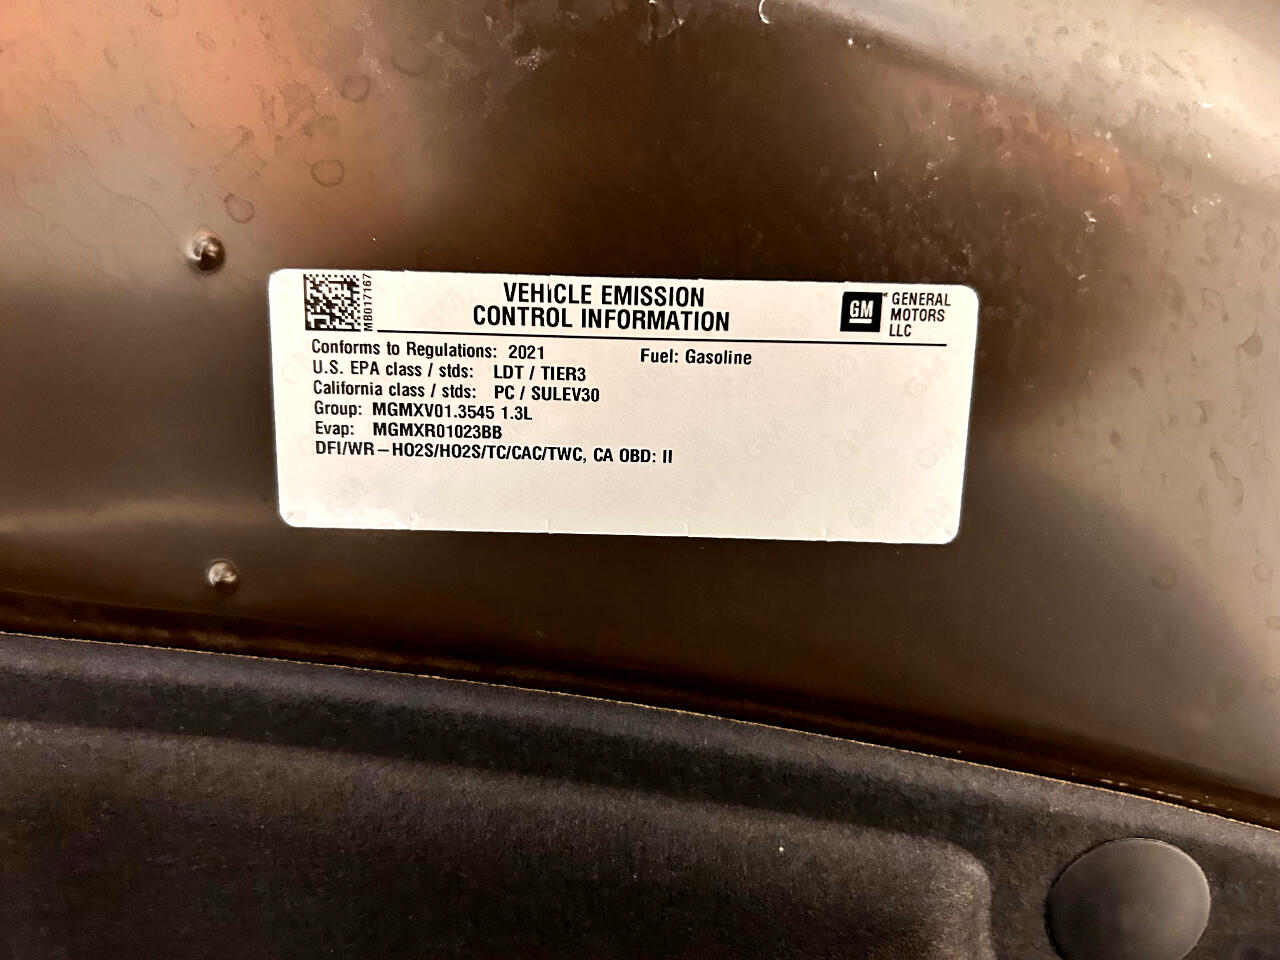 MB017167
VEHICLE EMISSION
CONTROL INFORMATION
GM
GENERAL
MOTORS
LLC
Conforms to Regulations: 2021
Fuel: Gasoline
U.S. EPA class / stds: LDT / TIER3
California class / stds: PC / SULEV30
Group: MGMXV01.3545 1.3L
Evap: MGMXR01023BB
DFI/WR–HO2S/HO2S/TC/CAC/TWC, CA OBD: II